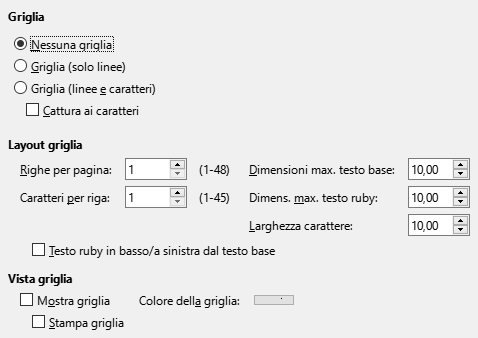 Griglia
Nessuna griglia
Griglia (solo linee)
Griglia (linee e caratteri)
Cattura ai caratteri
Layout griglia
Righe per pagina: 1 (1-48) Dimensioni max. testo base: 10,00
Caratteri per riga: 1 (1-45) Dimens. max. testo ruby: 10,00
Larghezza carattere: 10,00
Testo ruby in basso/a sinistra dal testo base
Vista griglia
Mostra griglia Colore della griglia:
Stampa griglia